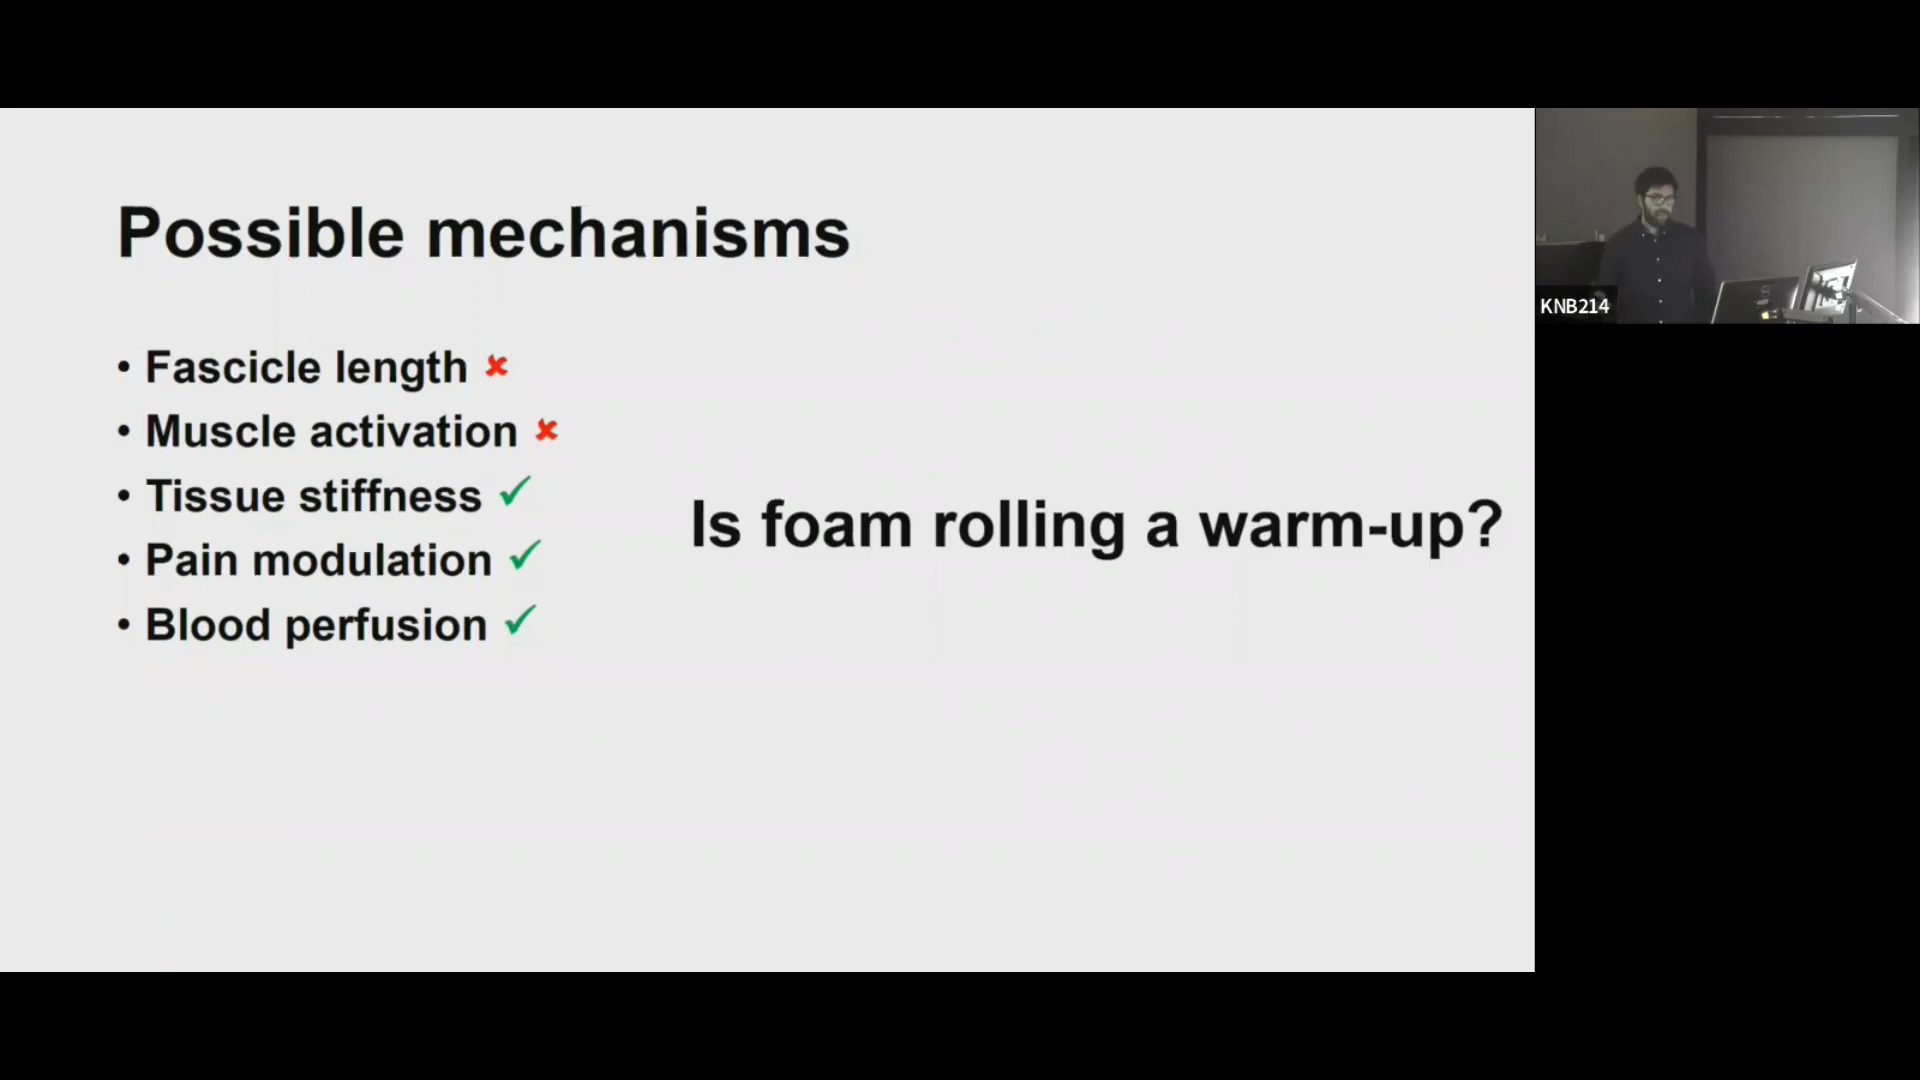 Possible mechanisms
• Fascicle length ✘
• Muscle activation ✘
• Tissue stiffness ✓
• Pain modulation ✓
• Blood perfusion ✓
Is foam rolling a warm-up?
KNB214